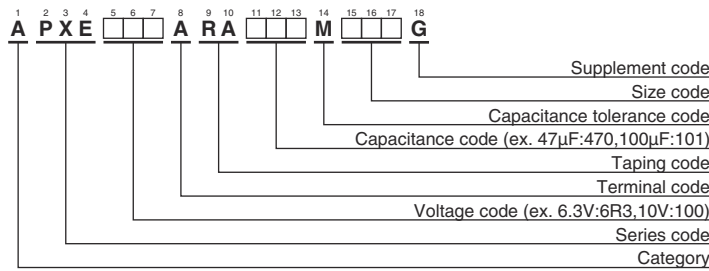 1 2 3 4 5 6 7 8 9 10 11 12 13 14 15 16 17 18
A P X E A R A M G
Supplement code
Size code
Capacitance tolerance code
Capacitance code (ex. 47μF:470,100μF:101)
Taping code
Terminal code
Voltage code (ex. 6.3V:6R3,10V:100)
Series code
Category